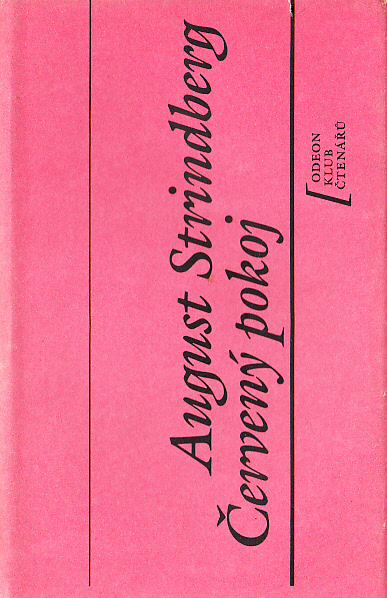 August Strindberg
Červený pokoj
ODEON
KLUB
ČTENÁŘŮ